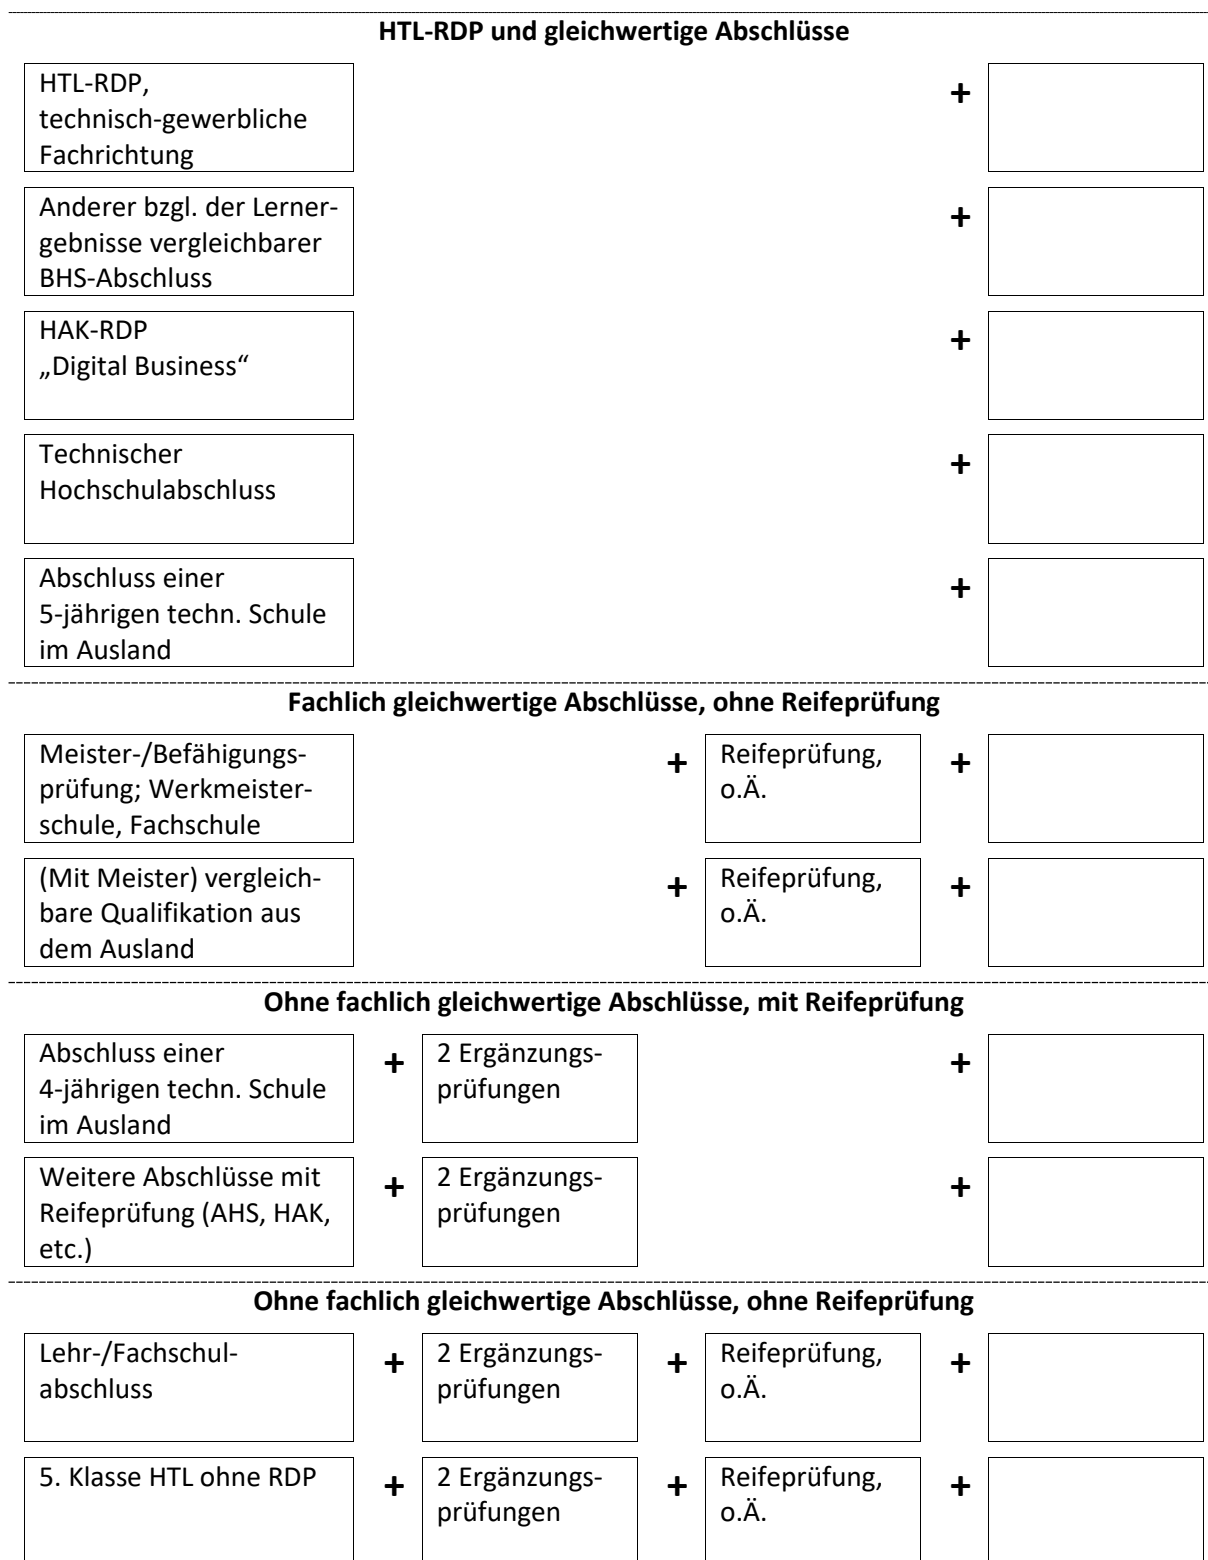 HTL-RDP und gleichwertige Abschlüsse
HTL-RDP,
technisch-gewerbliche
Fachrichtung
+
Anderer bzgl. der Lerner-
gebnisse vergleichbarer
BHS-Abschluss
+
HAK-RDP
„Digital Business“
+
Technischer
Hochschulabschluss
+
Abschluss einer
5-jährigen techn. Schule
im Ausland
+
Fachlich gleichwertige Abschlüsse, ohne Reifeprüfung
Meister-/Befähigungs-
prüfung; Werkmeister-
schule, Fachschule
+
Reifeprüfung,
o.Ä.
+
(Mit Meister) vergleich-
bare Qualifikation aus
dem Ausland
+
Reifeprüfung,
o.Ä.
+
Ohne fachlich gleichwertige Abschlüsse, mit Reifeprüfung
Abschluss einer
4-jährigen techn. Schule
im Ausland
+
2 Ergänzungs-
prüfungen
+
Weitere Abschlüsse mit
Reifeprüfung (AHS, HAK,
etc.)
+
2 Ergänzungs-
prüfungen
+
Ohne fachlich gleichwertige Abschlüsse, ohne Reifeprüfung
Lehr-/Fachschul-
abschluss
+
2 Ergänzungs-
prüfungen
+
Reifeprüfung,
o.Ä.
+
5. Klasse HTL ohne RDP
+
2 Ergänzungs-
prüfungen
+
Reifeprüfung,
o.Ä.
+